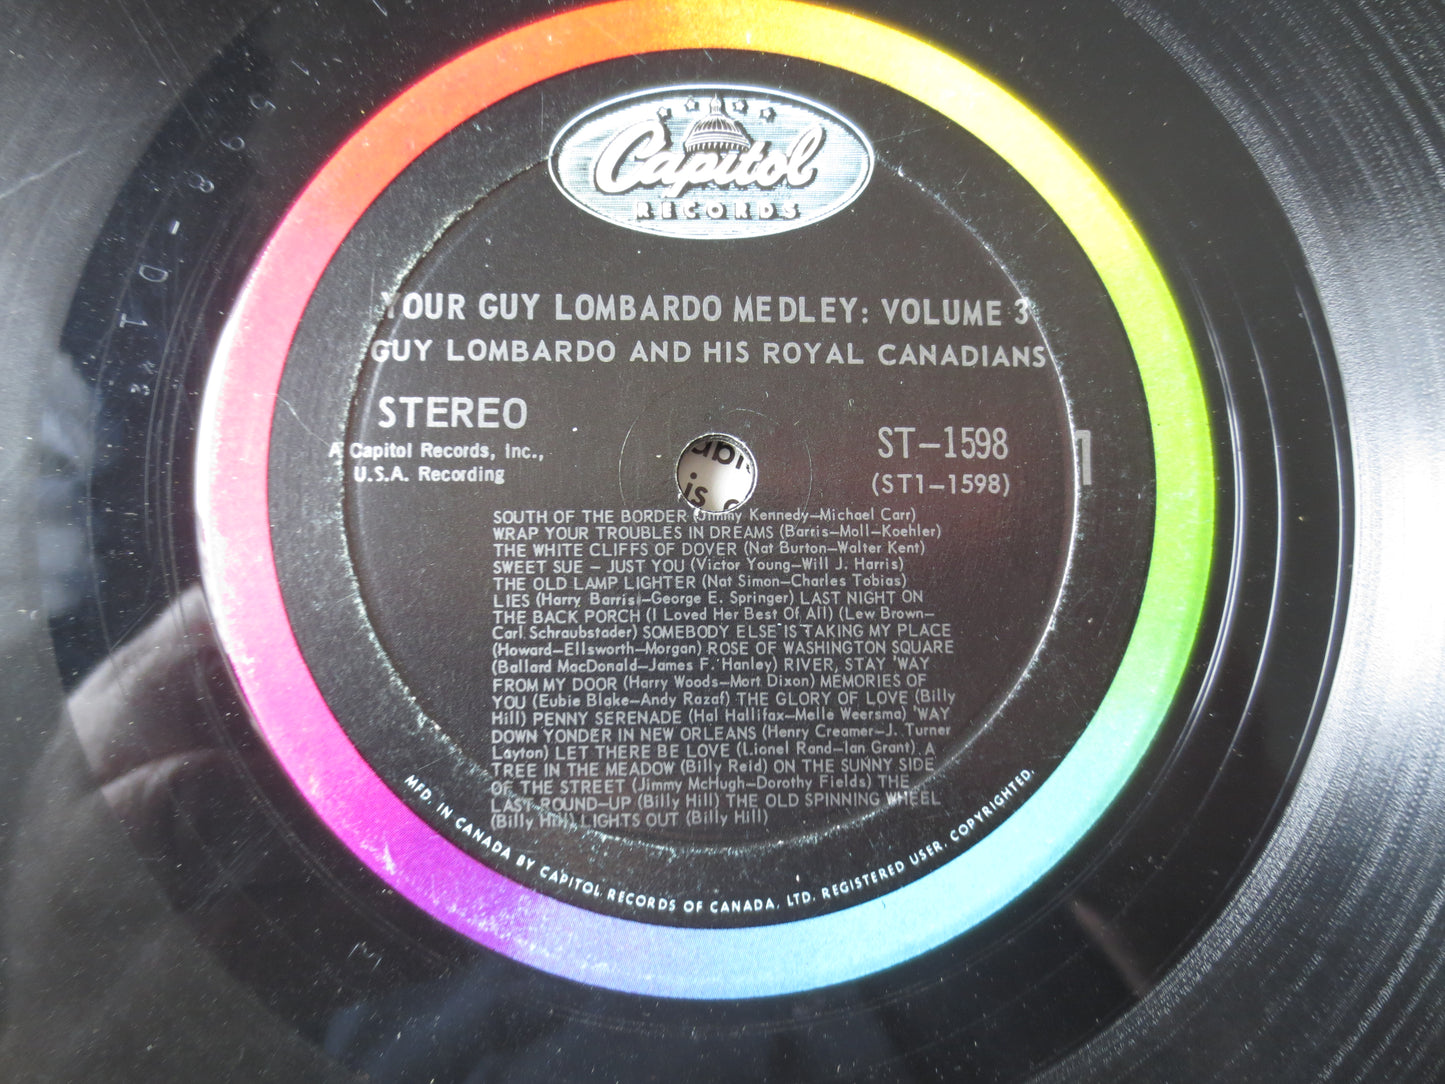 Capitol
RECORDS
YOUR GUY LOMBARDO MEDLEY: VOLUME 3
GUY LOMBARDO AND HIS ROYAL CANADIANS
STEREO
A Capitol Records, Inc.,
U.S.A. Recording
ST-1598
(ST1-1598)
1
is
SOUTH OF THE BORDER (Jimmy Kennedy-Michael Carr)
WRAP YOUR TROUBLES IN DREAMS (Barris-Moll-Koehler)
THE WHITE CLIFFS OF DOVER (Nat Burton-Walter Kent)
SWEET SUE - JUST YOU (Victor Young-Will J. Harris)
THE OLD LAMP LIGHTER (Nat Simon-Charles Tobias)
LIES (Harry Barris-George E. Springer) LAST NIGHT ON
THE BACK PORCH (I Loved Her Best Of All) (Lew Brown-
Carl Schraubstader) SOMEBODY ELSE IS TAKING MY PLACE
(Howard-Ellsworth-Morgan) ROSE OF WASHINGTON SQUARE
(Ballard MacDonald-James F. Hanley) RIVER, STAY 'WAY
FROM MY DOOR (Harry Woods-Mort Dixon) MEMORIES OF
YOU (Eubie Blake-Andy Razaf) THE GLORY OF LOVE (Billy
Hill) PENNY SERENADE (Hal Hallifax-Melle Weersma) 'WAY
DOWN YONDER IN NEW ORLEANS (Henry Creamer-J. Turner
Layton) LET THERE BE LOVE (Lionel Rand-Ian Grant) A
TREE IN THE MEADOW (Billy Reid) ON THE SUNNY SIDE
OF THE STREET (Jimmy McHugh-Dorothy Fields) THE
LAST ROUND-UP (Billy Hill) THE OLD SPINNING WHEEL
(Billy Hill) LIGHTS OUT (Billy Hill)
MFD. IN CANADA BY CAPITOL RECORDS OF CANADA, LTD. REGISTERED USER. COPYRIGHTED.